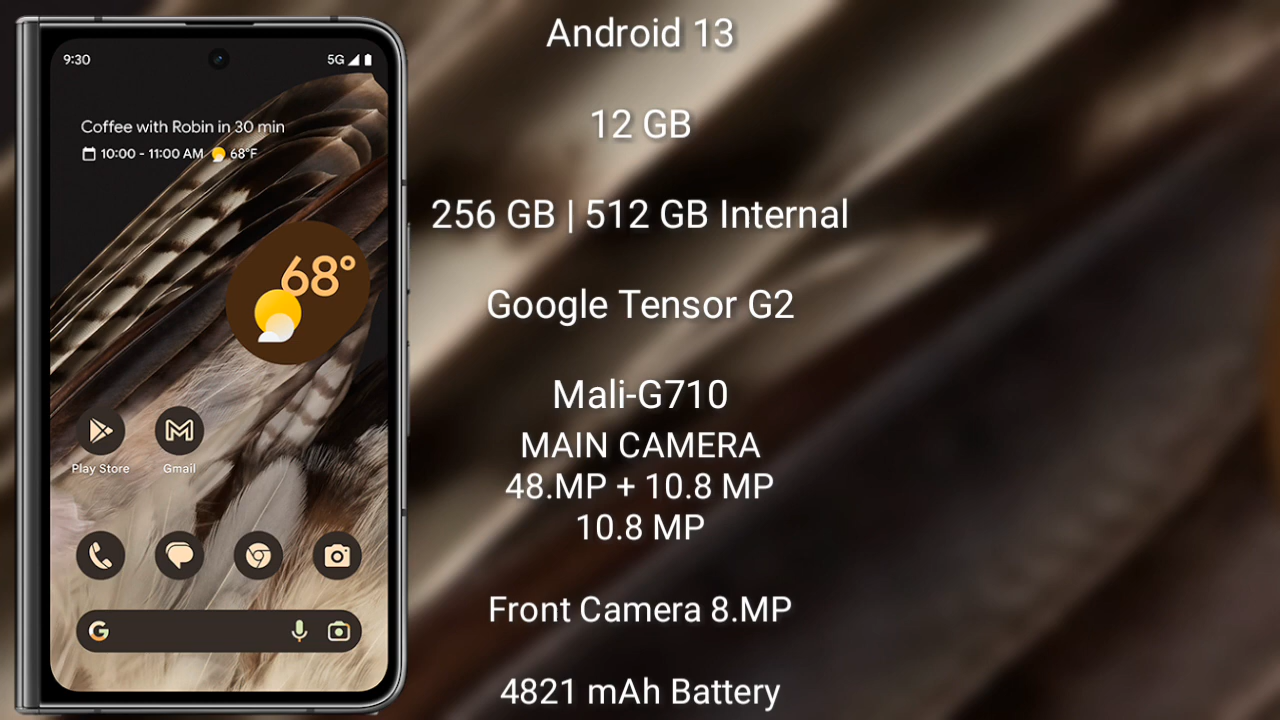 9:30
5G
Coffee with Robin in 30 min
10:00 - 11:00 AM 68°F
68°
Play Store
Gmail
Android 13
12 GB
256 GB | 512 GB Internal
Google Tensor G2
Mali-G710
MAIN CAMERA
48.MP + 10.8 MP
10.8 MP
Front Camera 8.MP
4821 mAh Battery